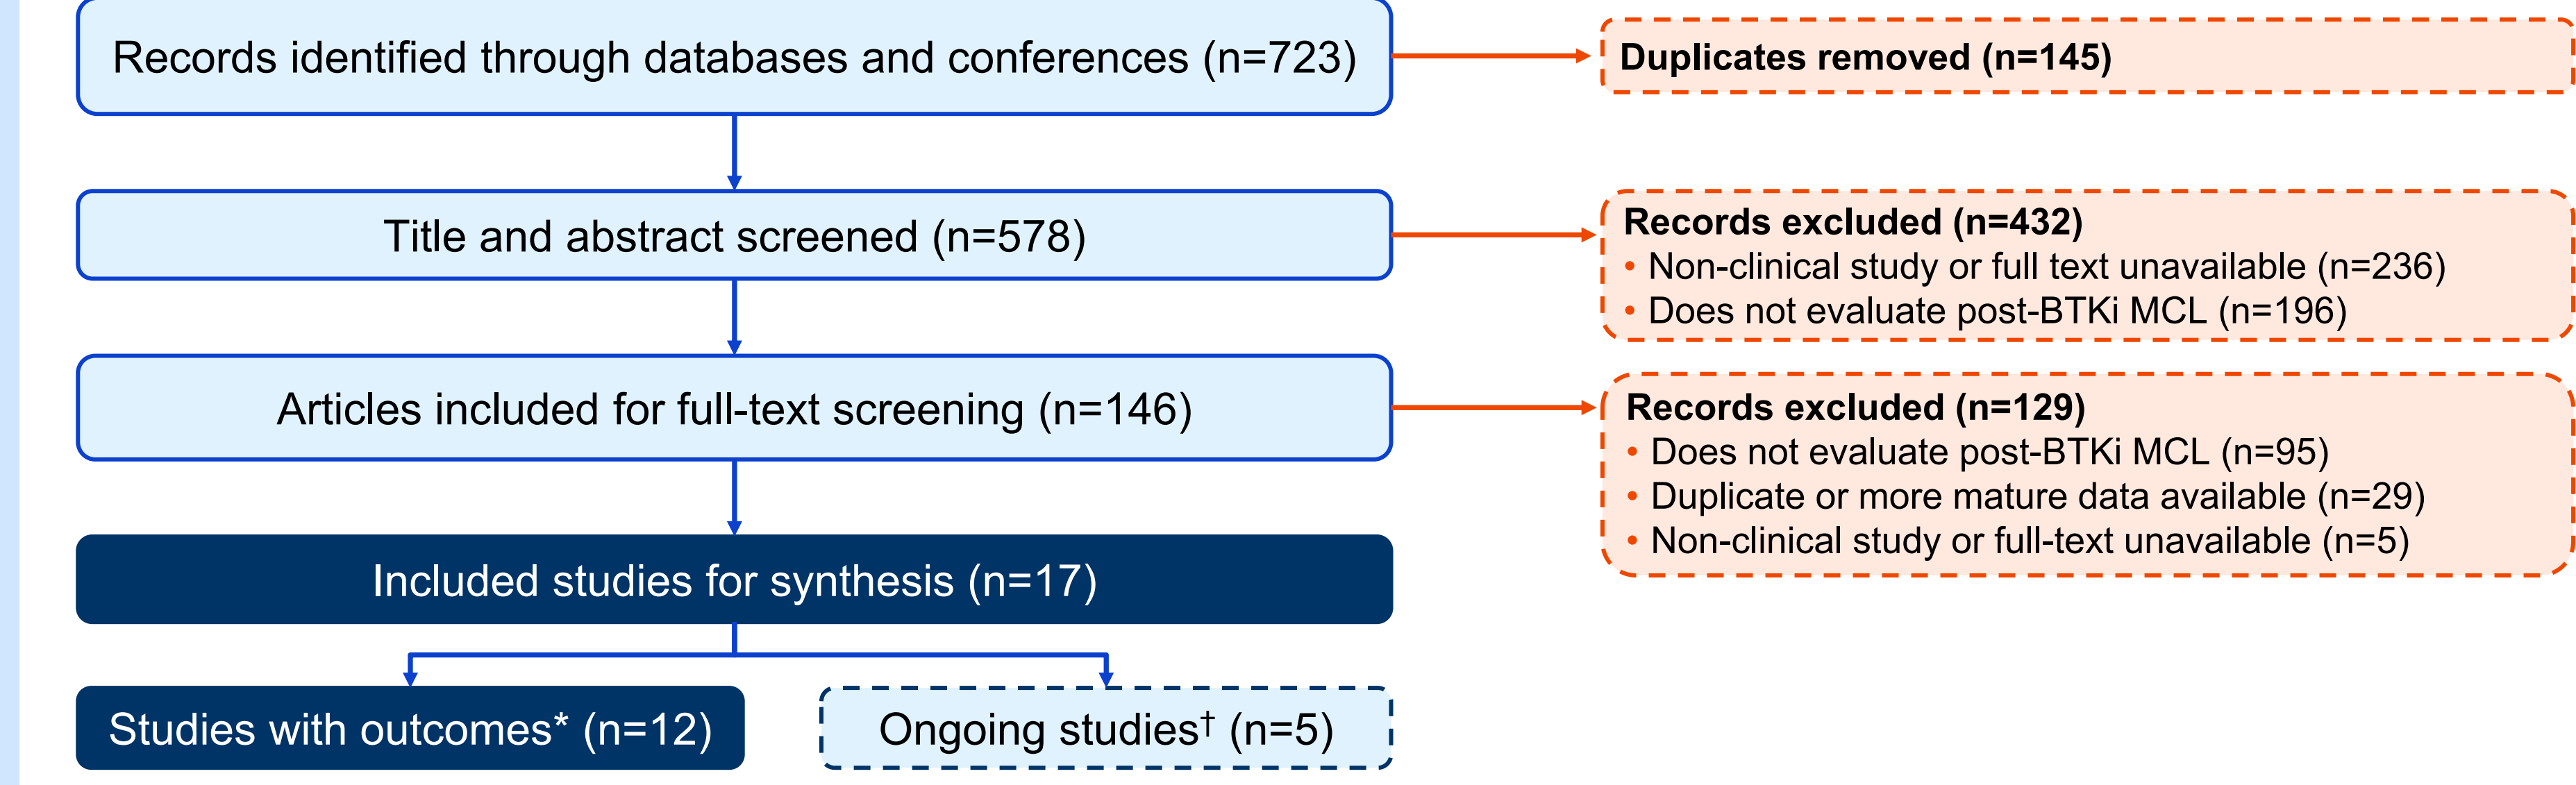 Records identified through databases and conferences (n=723)
Duplicates removed (n=145)
Title and abstract screened (n=578)
Records excluded (n=432)
• Non-clinical study or full text unavailable (n=236)
• Does not evaluate post-BTKi MCL (n=196)
Articles included for full-text screening (n=146)
Records excluded (n=129)
• Does not evaluate post-BTKi MCL (n=95)
• Duplicate or more mature data available (n=29)
• Non-clinical study or full-text unavailable (n=5)
Included studies for synthesis (n=17)
Studies with outcomes* (n=12)
Ongoing studies† (n=5)